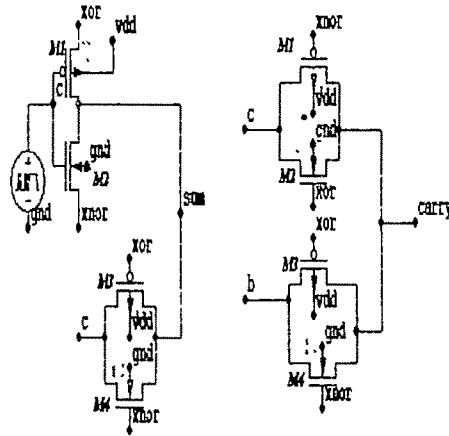 xor
M1
vdd
C
gnd
M2
gnd
xnor
sum
xor
M3
c
vdd
gnd
M4
xnor
xnor
M1
c
vdd
gnd
M2
xor
carry
xor
M3
b
vdd
gnd
M4
xnor